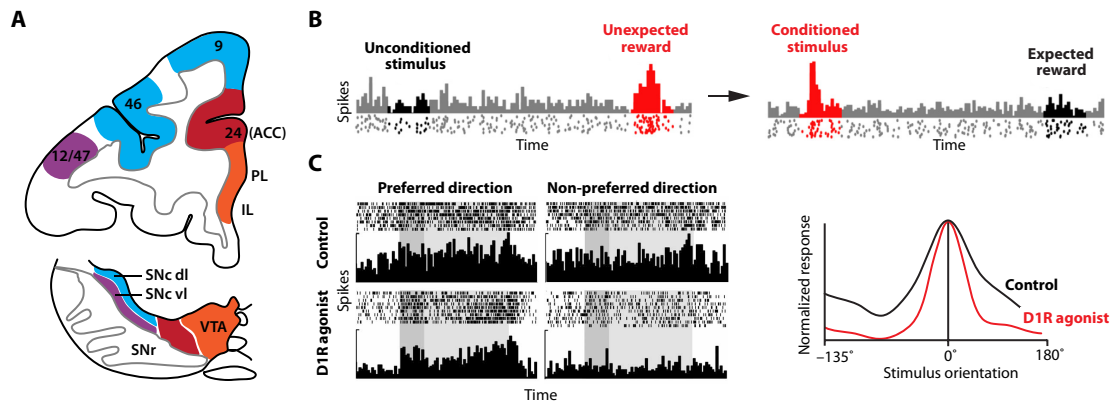 A
9
46
24 (ACC)
12/47
PL
IL
SNc dl
SNc vl
VTA
SNr
B
Unconditioned
stimulus
Unexpected
reward
Spikes
Time
Conditioned
stimulus
Expected
reward
Time
C
Preferred direction
Non-preferred direction
Control
Spikes
D1R agonist
Time
Normalized response
Control
D1R agonist
−135°
0°
180°
Stimulus orientation